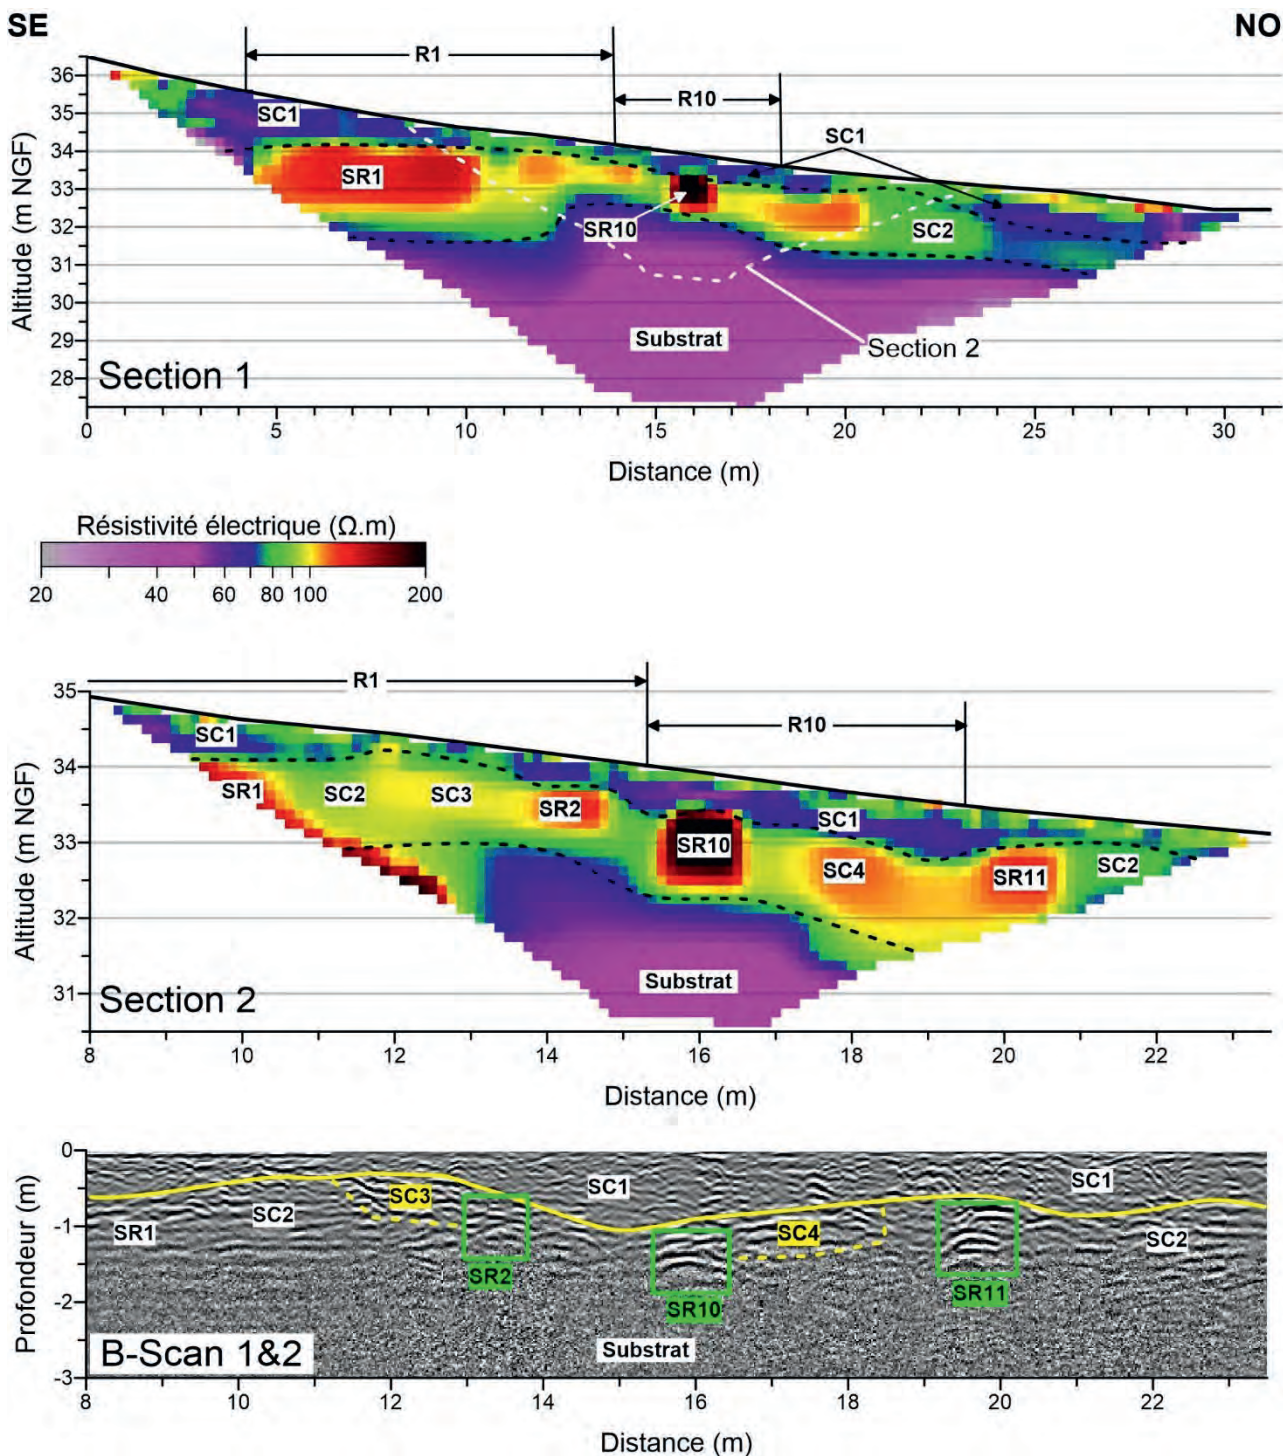 SE
NO
R1
R10
SC1
SC1
SR1
SR10
SC2
Substrat
Section 2
Section 1
Altitude (m NGF)
36
35
34
33
32
31
30
29
28
0 5 10 15 20 25 30
Distance (m)
Résistivité électrique (Ω.m)
20 40 60 80 100 200
R1
R10
Altitude (m NGF)
35
34
33
32
31
SC1
SR1
SC2
SC3
SR2
SR10
SC1
SC4
SR11
SC2
Substrat
Section 2
8 10 12 14 16 18 20 22
Distance (m)
Profondeur (m)
0
-1
-2
-3
SC3
SC1
SC1
SR1
SC2
SC4
SC2
SR2
SR10
SR11
Substrat
B-Scan 1&2
8 10 12 14 16 18 20 22
Distance (m)